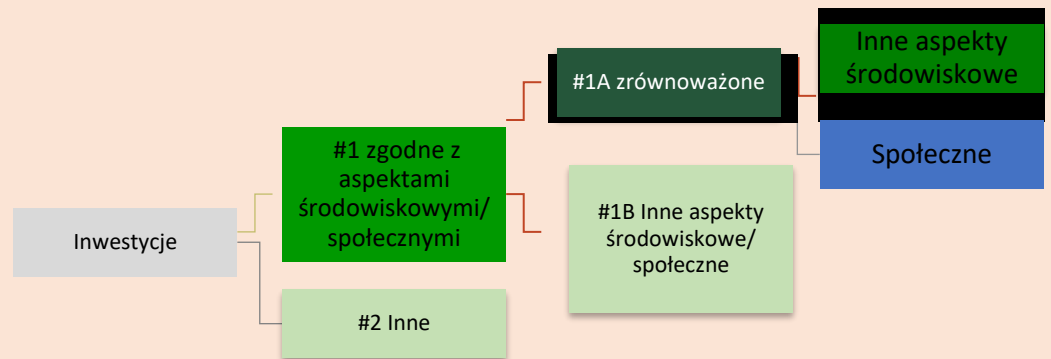 Inwestycje
#1 zgodne z
aspektami
środowiskowymi/
społecznymi
#2 Inne
#1A zrównoważone
#1B Inne aspekty
środowiskowe/
społeczne
Inne aspekty
środowiskowe
Społeczne